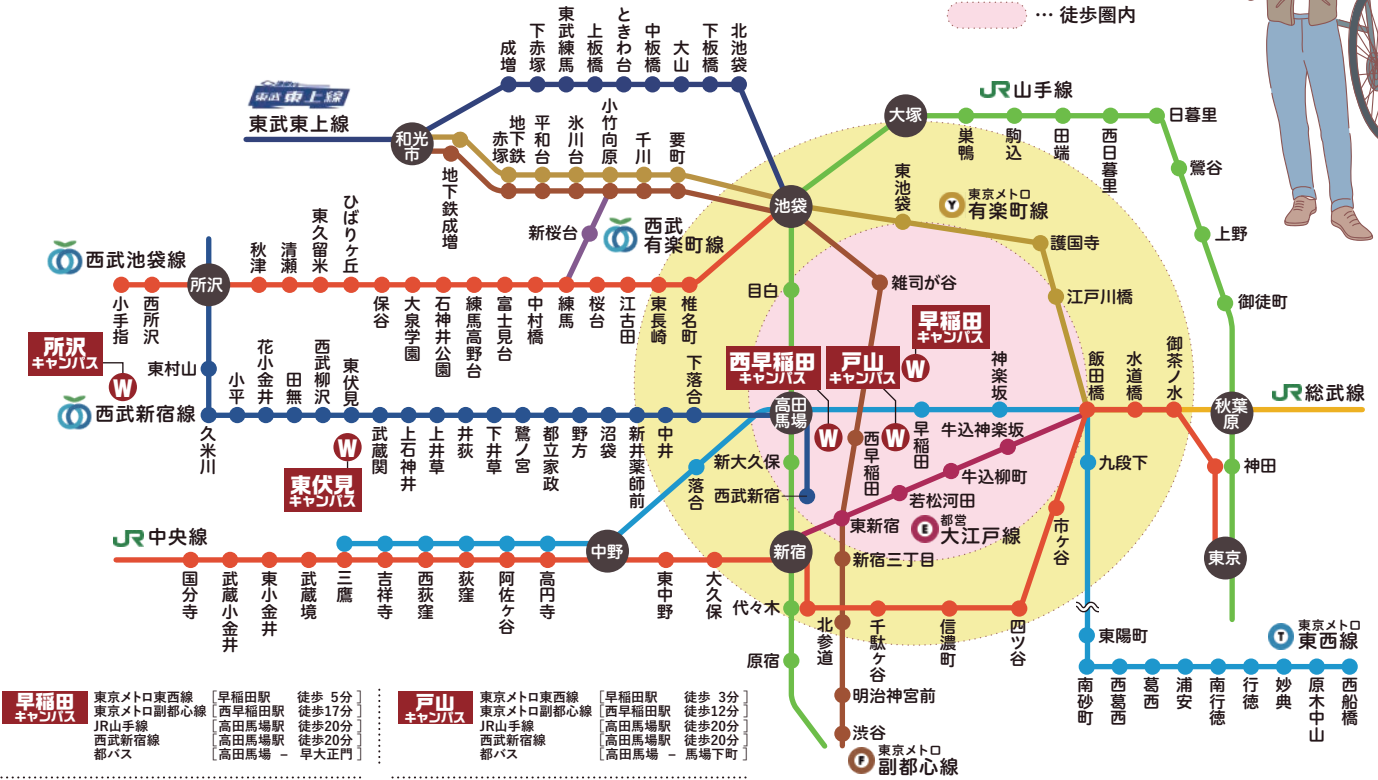 … 徒歩圏内
東武 東上線
東武東上線
成増
下赤塚
東武練馬
上板橋
ときわ台
中板橋
大山
下板橋
北池袋
和光市
地下鉄成増
地下鉄赤塚
平和台
氷川台
小竹向原
千川
要町
池袋
新桜台
西武
有楽町線
大塚
JR山手線
巣鴨
駒込
田端
西日暮里
日暮里
鶯谷
上野
御徒町
秋葉原
神田
東京
東池袋
Y
東京メトロ
有楽町線
護国寺
江戸川橋
西武池袋線
小手指
西所沢
所沢
秋津
清瀬
東久留米
ひばりヶ丘
保谷
大泉学園
石神井公園
練馬高野台
富士見台
中村橋
練馬
桜台
江古田
東長崎
椎名町
目白
雑司が谷
所沢
キャンパス
W
東村山
西武新宿線
久米川
小平
花小金井
田無
西武柳沢
東伏見
武蔵関
上石神井
上井草
井荻
下井草
鷺ノ宮
都立家政
野方
沼袋
新井薬師前
中井
下落合
高田馬場
W
東伏見
キャンパス
西早稲田
キャンパス
W
戸山
キャンパス
W
早稲田
キャンパス
W
早稲田
神楽坂
飯田橋
水道橋
御茶ノ水
JR総武線
牛込神楽坂
牛込柳町
若松河田
西早稲田
東新宿
E
都営
大江戸線
新大久保
西武新宿
落合
九段下
市ヶ谷
JR中央線
国分寺
武蔵小金井
東小金井
武蔵境
三鷹
吉祥寺
西荻窪
荻窪
阿佐ケ谷
高円寺
中野
東中野
大久保
新宿
新宿三丁目
代々木
北参道
千駄ヶ谷
信濃町
四ツ谷
原宿
明治神宮前
渋谷
F
東京メトロ
副都心線
東陽町
T
東京メトロ
東西線
南砂町
西葛西
葛西
浦安
南行徳
行徳
妙典
原木中山
西船橋
早稲田
キャンパス
東京メトロ東西線 [早稲田駅 徒歩 5分]
東京メトロ副都心線 [西早稲田駅 徒歩17分]
JR山手線 [高田馬場駅 徒歩20分]
西武新宿線 [高田馬場駅 徒歩20分]
都バス [高田馬場 － 早大正門]
戸山
キャンパス
東京メトロ東西線 [早稲田駅 徒歩 3分]
東京メトロ副都心線 [西早稲田駅 徒歩12分]
JR山手線 [高田馬場駅 徒歩20分]
西武新宿線 [高田馬場駅 徒歩20分]
都バス [高田馬場 － 馬場下町]